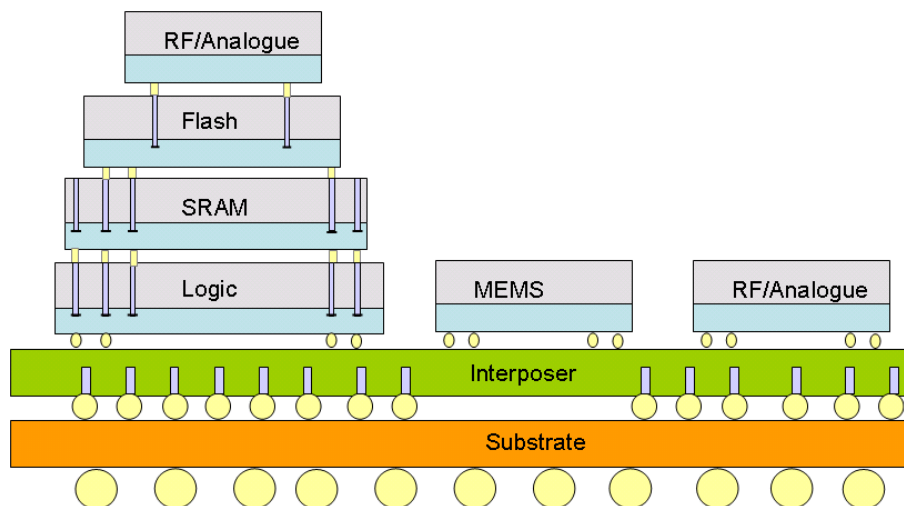 RF/Analogue
Flash
SRAM
Logic
MEMS
RF/Analogue
Interposer
Substrate